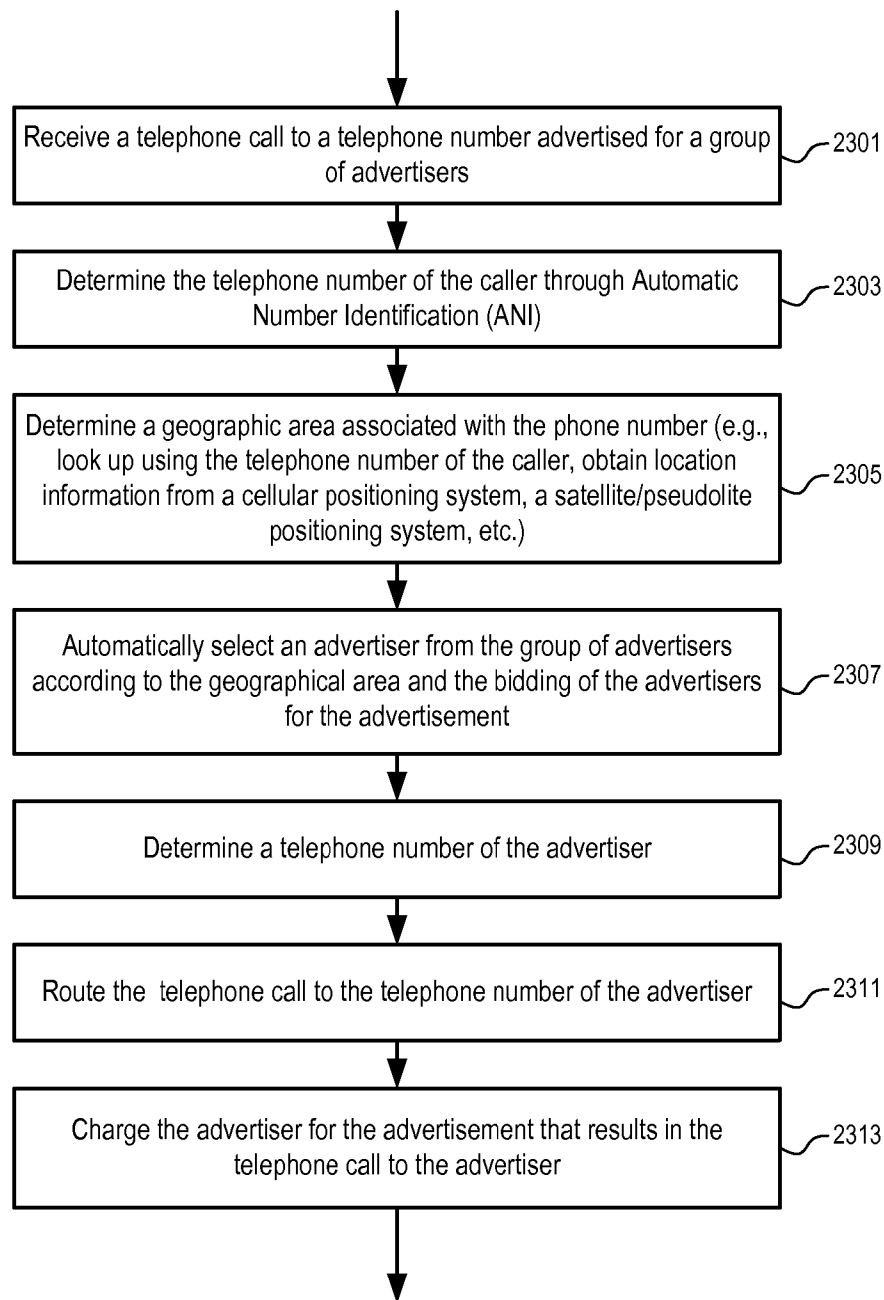 Receive a telephone call to a telephone number advertised for a group
of advertisers
2301
Determine the telephone number of the caller through Automatic
Number Identification (ANI)
2303
Determine a geographic area associated with the phone number (e.g.,
look up using the telephone number of the caller, obtain location
information from a cellular positioning system, a satellite/pseudolite
positioning system, etc.)
2305
Automatically select an advertiser from the group of advertisers
according to the geographical area and the bidding of the advertisers
for the advertisement
2307
Determine a telephone number of the advertiser
2309
Route the telephone call to the telephone number of the advertiser
2311
Charge the advertiser for the advertisement that results in the
telephone call to the advertiser
2313